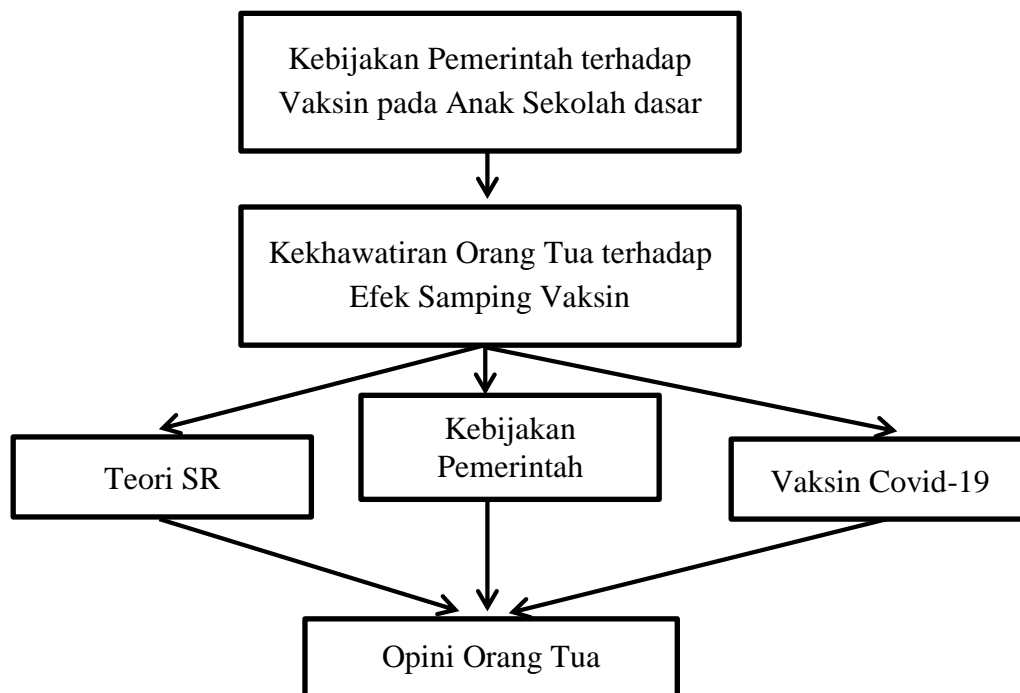 Kebijakan Pemerintah terhadap
Vaksin pada Anak Sekolah dasar
Kekhawatiran Orang Tua terhadap
Efek Samping Vaksin
Teori SR
Kebijakan
Pemerintah
Vaksin Covid-19
Opini Orang Tua